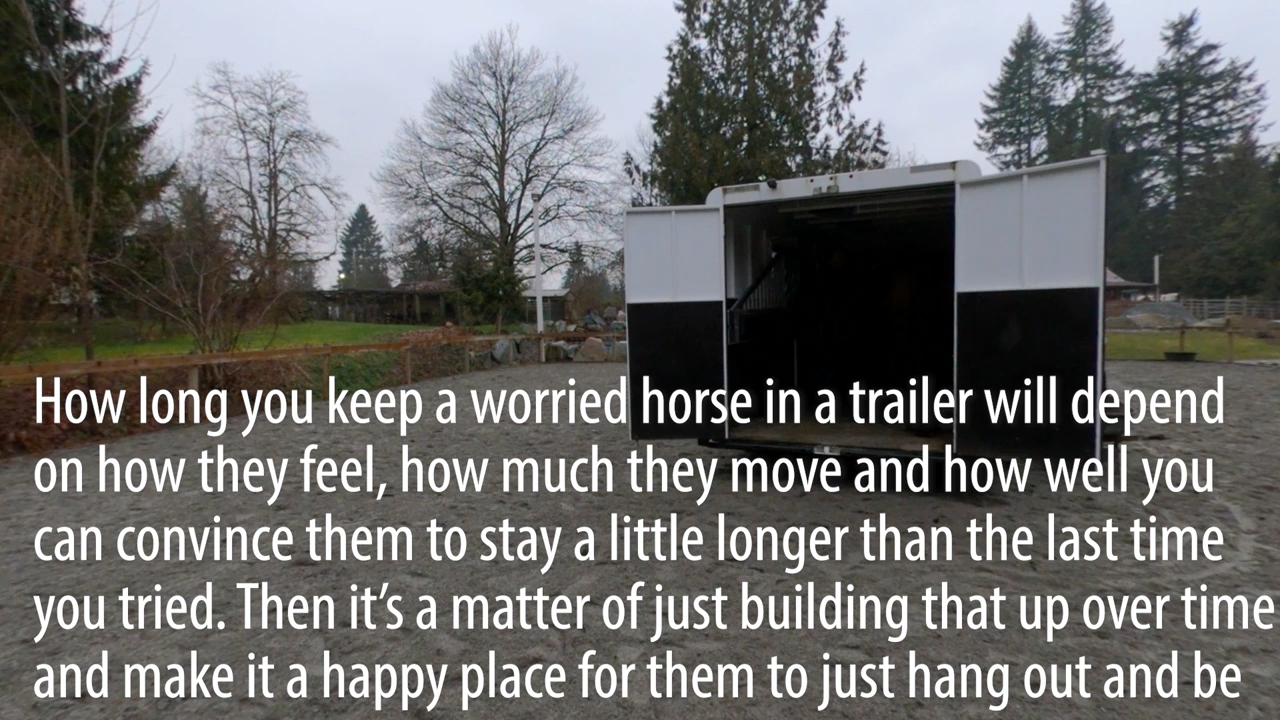 How long you keep a worried horse in a trailer will depend
on how they feel, how much they move and how well you
can convince them to stay a little longer than the last time
you tried. Then it’s a matter of just building that up over time
and make it a happy place for them to just hang out and be